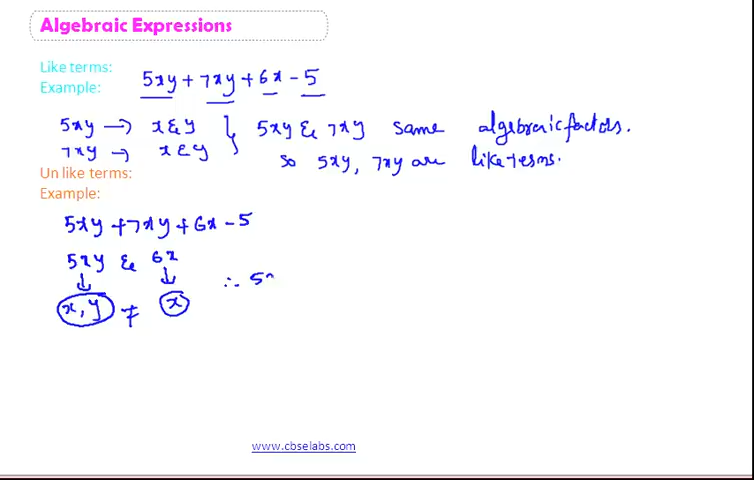 Algebraic Expressions
Like terms:
Example:
5xy + 7xy + 6x - 5
5xy → x & y } 5xy & 7xy same algebraic factors.
7xy → x & y } so 5xy, 7xy are like terms.
Un like terms:
Example:
5xy + 7xy + 6x - 5
5xy & 6x
↓ ↓ ∴ 5
x, y ≠ x
www.cbselabs.com